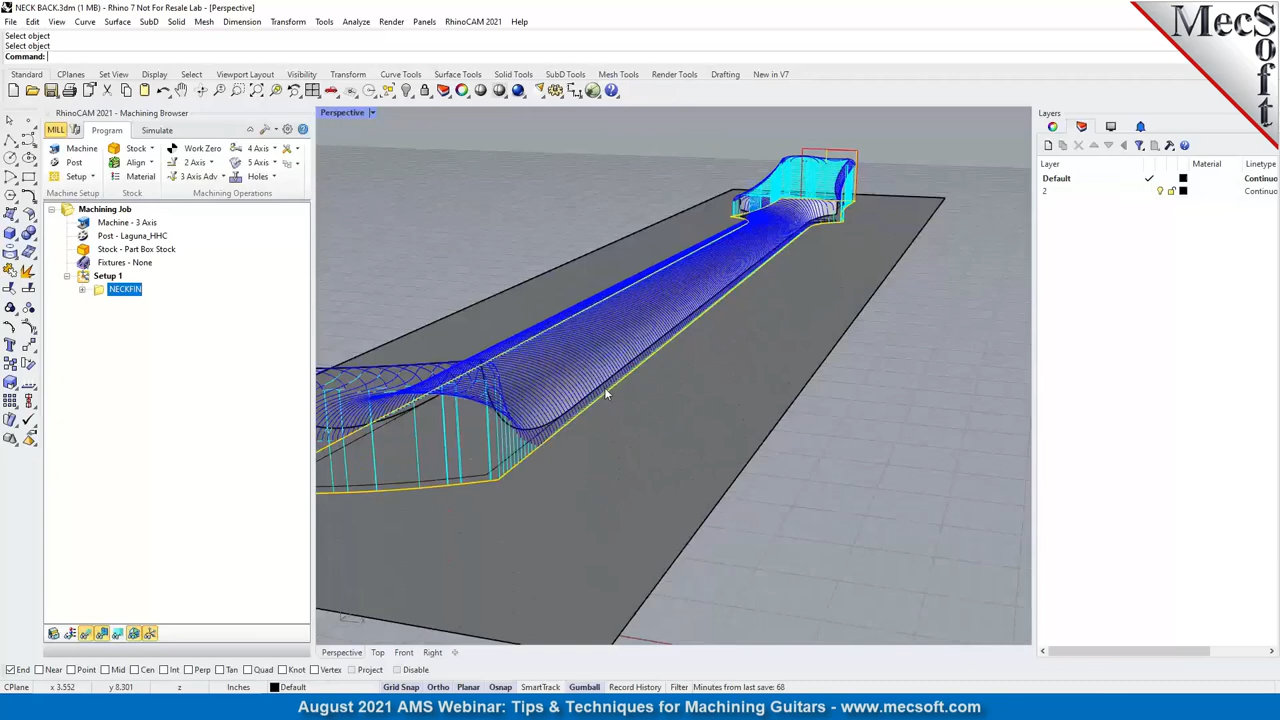 NECK BACK.3dm (1 MB) - Rhino 7 Not For Resale Lab - [Perspective]
File Edit View Curve Surface SubD Solid Mesh Dimension Transform Tools Analyze Render Panels RhinoCAM 2021 Help
Select object
Select object
Command:
Standard CPlanes Set View Display Select Viewport Layout Visibility Transform Curve Tools Surface Tools Solid Tools SubD Tools Mesh Tools Render Tools Drafting New in V7
MecSoft
RhinoCAM 2021 - Machining Browser
MILL Program Simulate
Machine Stock Work Zero 4 Axis
Post Align 2 Axis 5 Axis
Setup Material 3 Axis Adv Holes
Machine Setup Stock Machining Operations
Machining Job
Machine - 3 Axis
Post - Laguna_HHC
Stock - Part Box Stock
Fixtures - None
Setup 1
NECKFIN
Perspective
Layers
Layer Material Linetype
Default Continuo
2 Continuo
Perspective Top Front Right
End Near Point Mid Cen Int Perp Tan Quad Knot Vertex Project Disable
CPlane x 3.552 y 8.301 z Inches Default Grid Snap Ortho Planar Osnap SmartTrack Gumball Record History Filter Minutes from last save: 68
August 2021 AMS Webinar: Tips & Techniques for Machining Guitars - www.mecsoft.com